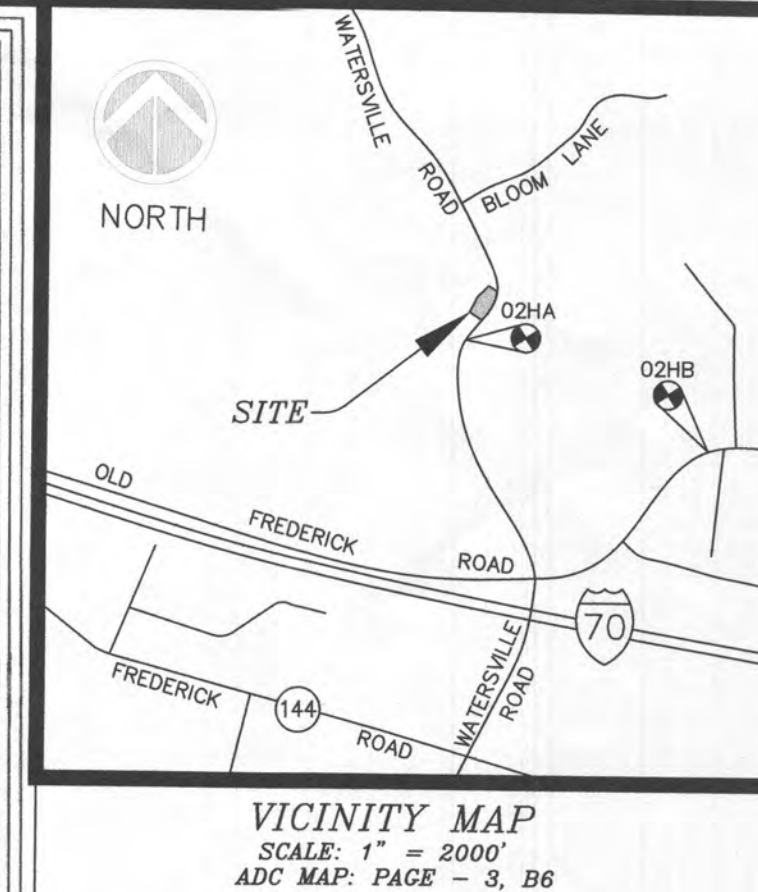 WATERSVILLE ROAD
BLOOM LANE
NORTH
02HA
02HB
SITE
OLD FREDERICK ROAD
70
WATERSVILLE ROAD
FREDERICK ROAD
144
VICINITY MAP
SCALE: 1" = 2000'
ADC MAP: PAGE - 3, B6